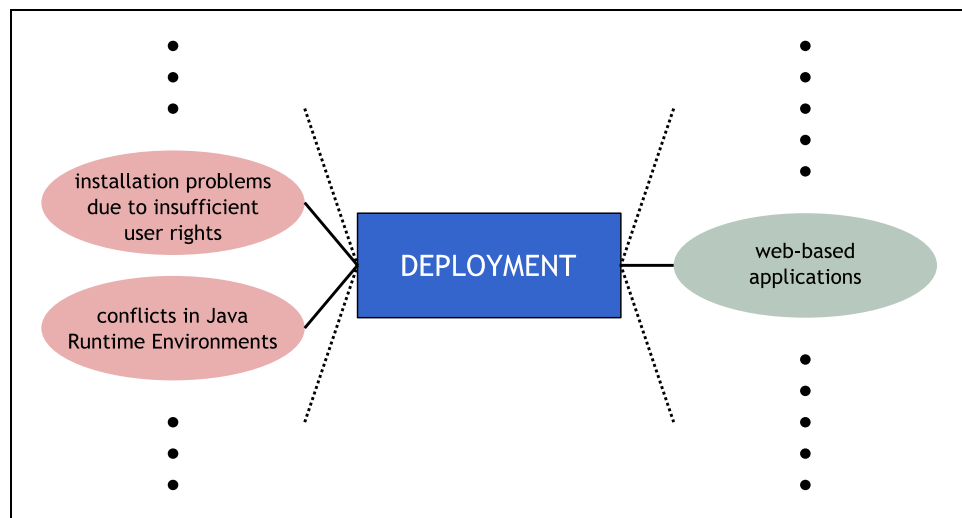 installation problems
due to insufficient
user rights
conflicts in Java
Runtime Environments
DEPLOYMENT
web-based
applications